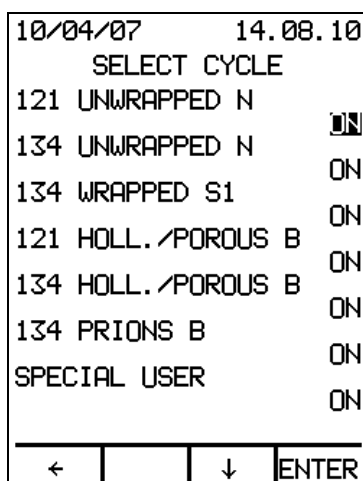 10/04/07 14.08.10
SELECT CYCLE
121 UNWRAPPED N
ON
134 UNWRAPPED N
ON
134 WRAPPED S1
ON
121 HOLL./POROUS B
ON
134 HOLL./POROUS B
ON
134 PRIONS B
ON
SPECIAL USER
ON
← ↓ ENTER